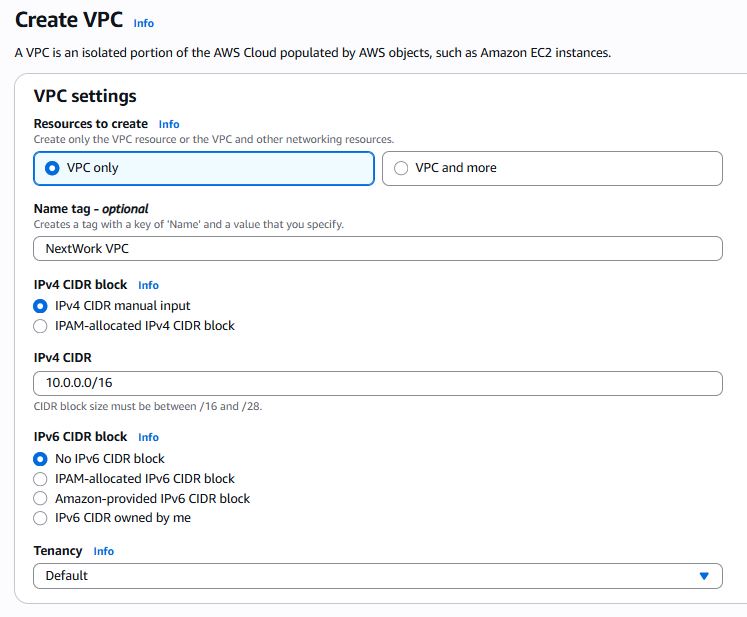 Create VPC Info
A VPC is an isolated portion of the AWS Cloud populated by AWS objects, such as Amazon EC2 instances.
VPC settings
Resources to create Info
Create only the VPC resource or the VPC and other networking resources.
VPC only
VPC and more
Name tag - optional
Creates a tag with a key of 'Name' and a value that you specify.
NextWork VPC
IPv4 CIDR block Info
IPv4 CIDR manual input
IPAM-allocated IPv4 CIDR block
IPv4 CIDR
10.0.0.0/16
CIDR block size must be between /16 and /28.
IPv6 CIDR block Info
No IPv6 CIDR block
IPAM-allocated IPv6 CIDR block
Amazon-provided IPv6 CIDR block
IPv6 CIDR owned by me
Tenancy Info
Default